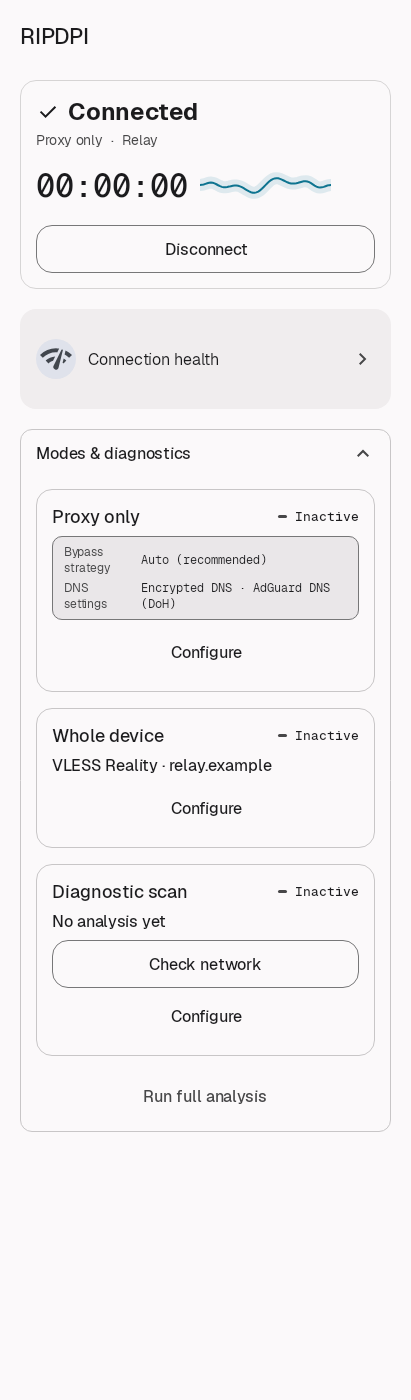 RIPDPI
Connected
Proxy only · Relay
00:00:00
Disconnect
Connection health
Modes & diagnostics
Proxy only
Inactive
Bypass strategy
Auto (recommended)
DNS settings
Encrypted DNS · AdGuard DNS (DoH)
Configure
Whole device
Inactive
VLESS Reality · relay.example
Configure
Diagnostic scan
Inactive
No analysis yet
Check network
Configure
Run full analysis